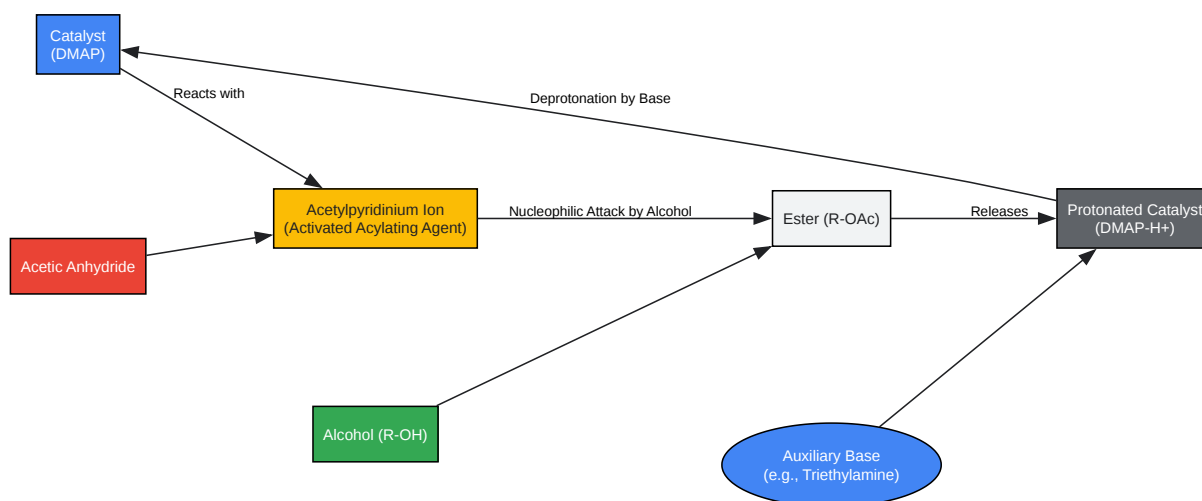 Catalyst
(DMAP)
Reacts with
Deprotonation by Base
Acetylpyridinium Ion
(Activated Acylating Agent)
Nucleophilic Attack by Alcohol
Ester (R-OAc)
Releases
Protonated Catalyst
(DMAP-H+)
Acetic Anhydride
Alcohol (R-OH)
Auxiliary Base
(e.g., Triethylamine)